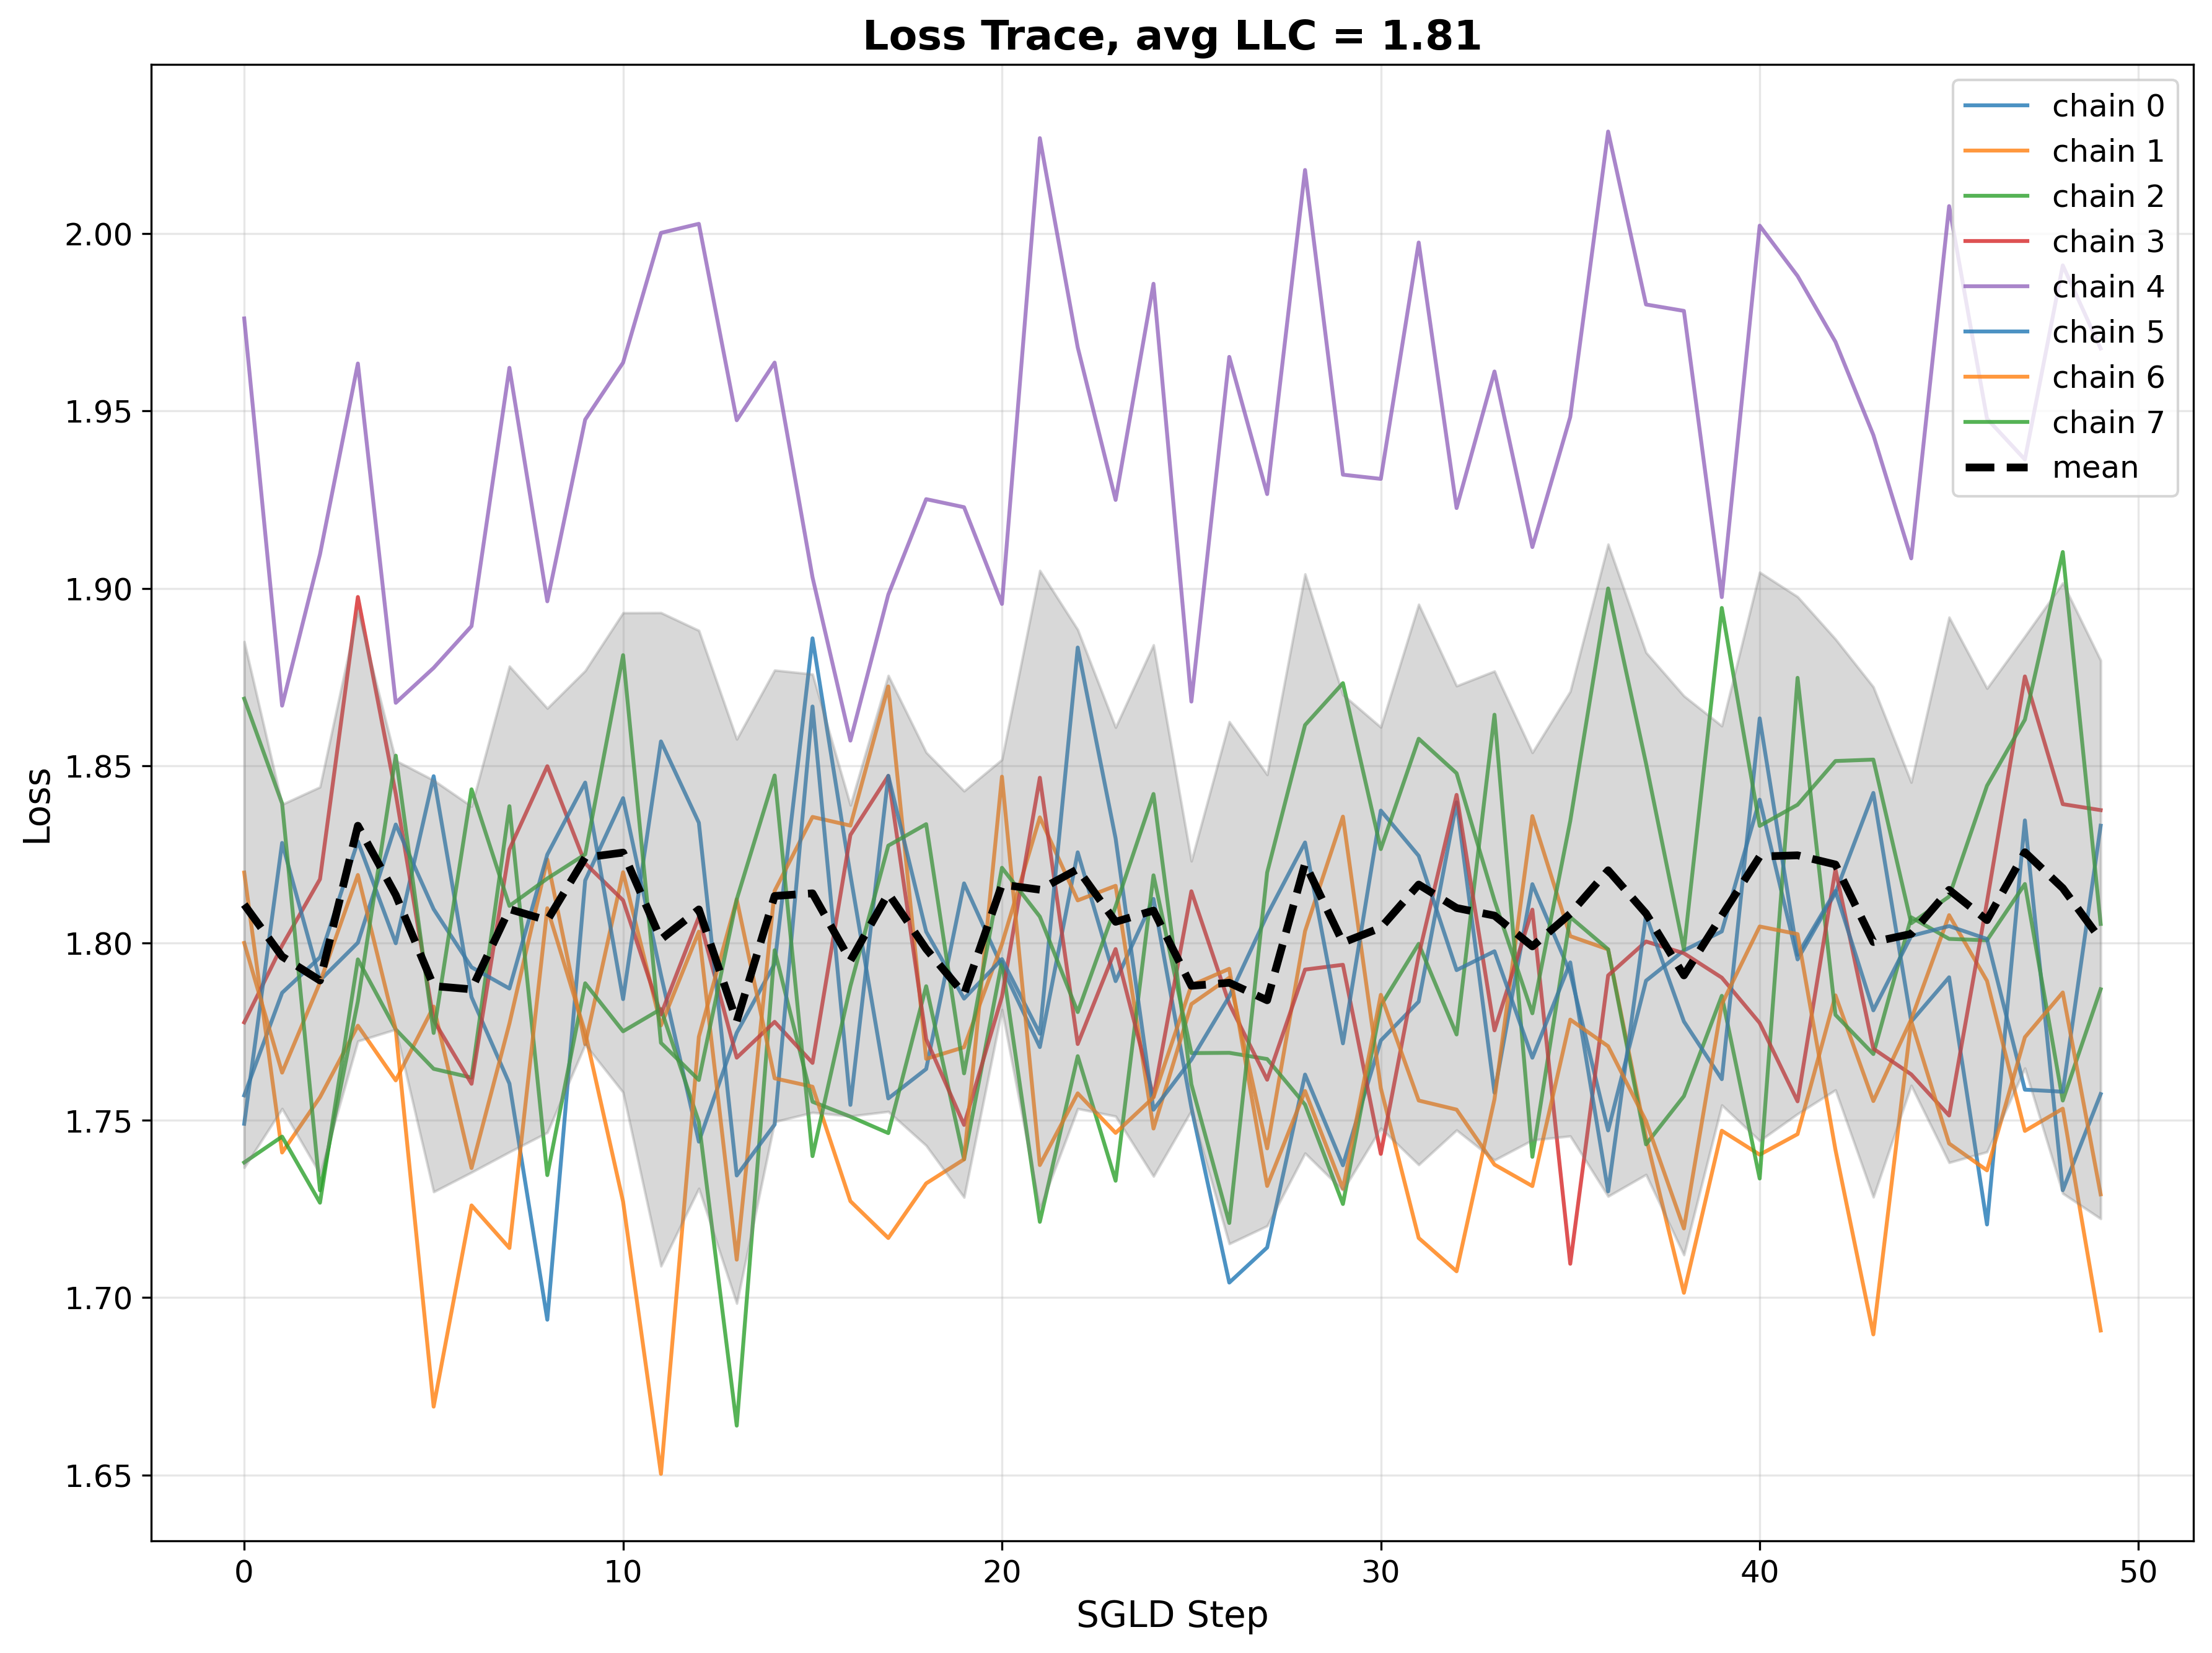 Loss Trace, avg LLC = 1.81
chain 0
chain 1
chain 2
chain 3
chain 4
chain 5
chain 6
chain 7
mean
Loss
2.00
1.95
1.90
1.85
1.80
1.75
1.70
1.65
0 10 20 30 40 50
SGLD Step